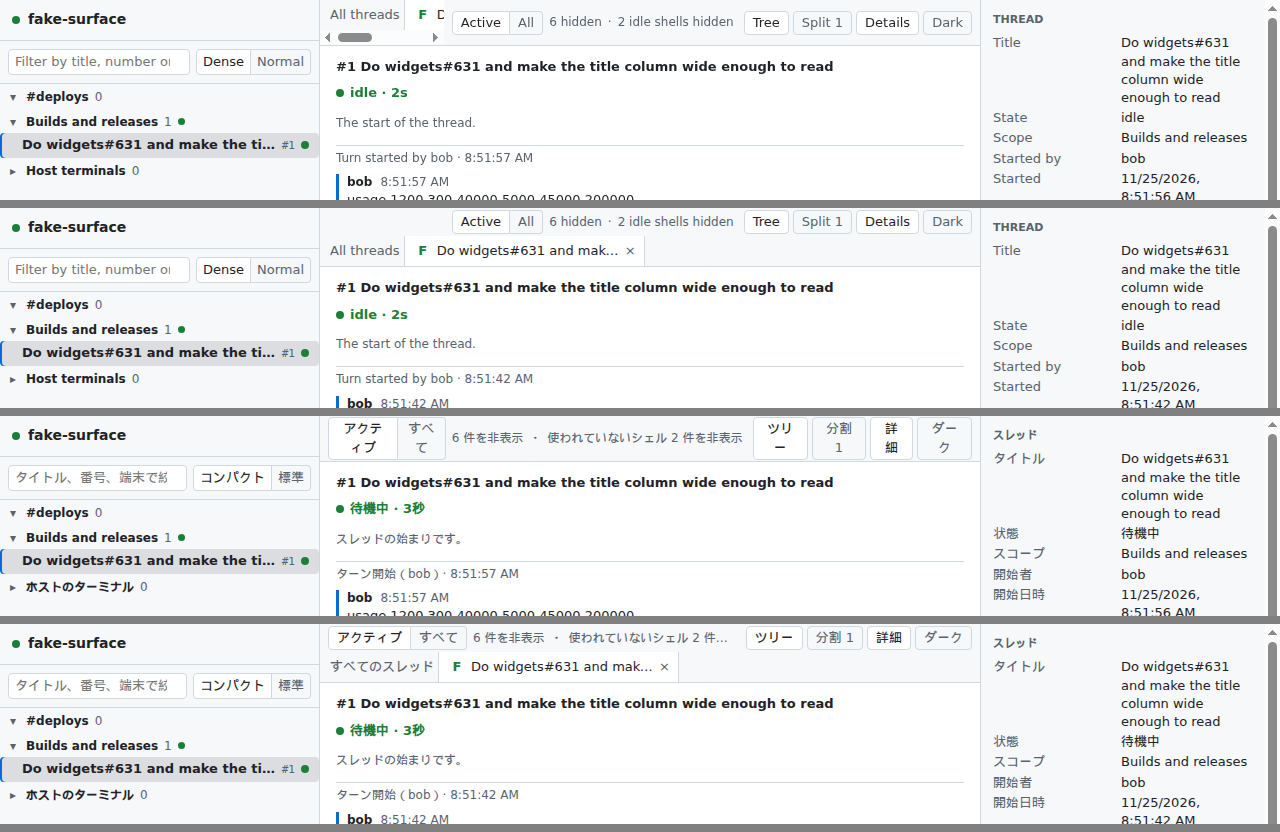 fake-surface
Filter by title, number or
Dense
Normal
▾ #deploys 0
▾ Builds and releases 1
Do widgets#631 and make the ti… #1
▸ Host terminals 0
All threads
F
Active
All
6 hidden · 2 idle shells hidden
Tree
Split 1
Details
Dark
#1 Do widgets#631 and make the title column wide enough to read
idle · 2s
The start of the thread.
Turn started by bob · 8:51:57 AM
bob 8:51:57 AM
usage 1200 300 40000 5000 45000 200000
THREAD
Title Do widgets#631
and make the title
column wide
enough to read
State idle
Scope Builds and releases
Started by bob
Started 11/25/2026,
8:51:56 AM
fake-surface
Filter by title, number or
Dense
Normal
▾ #deploys 0
▾ Builds and releases 1
Do widgets#631 and make the ti… #1
▸ Host terminals 0
Active
All
6 hidden · 2 idle shells hidden
Tree
Split 1
Details
Dark
All threads
F Do widgets#631 and mak… ×
#1 Do widgets#631 and make the title column wide enough to read
idle · 2s
The start of the thread.
Turn started by bob · 8:51:42 AM
bob 8:51:42 AM
THREAD
Title Do widgets#631
and make the title
column wide
enough to read
State idle
Scope Builds and releases
Started by bob
Started 11/25/2026,
8:51:42 AM
fake-surface
タイトル、番号、端末で絞
コンパクト
標準
▾ #deploys 0
▾ Builds and releases 1
Do widgets#631 and make the ti… #1
▸ ホストのターミナル 0
アクテ
ィブ
すべ
て
6 件を非表示 ・ 使われていないシェル 2 件を非表示
ツリ
ー
分割
1
詳
細
ダー
ク
#1 Do widgets#631 and make the title column wide enough to read
待機中 · 3秒
スレッドの始まりです。
ターン開始 ( bob ) · 8:51:57 AM
bob 8:51:57 AM
usage 1200 300 40000 5000 45000 200000
スレッド
タイトル Do widgets#631
and make the title
column wide
enough to read
状態 待機中
スコープ Builds and releases
開始者 bob
開始日時 11/25/2026,
8:51:56 AM
fake-surface
タイトル、番号、端末で絞
コンパクト
標準
▾ #deploys 0
▾ Builds and releases 1
Do widgets#631 and make the ti… #1
▸ ホストのターミナル 0
アクティブ
すべて
6 件を非表示 ・ 使われていないシェル 2 件…
ツリー
分割 1
詳細
ダーク
すべてのスレッド
F Do widgets#631 and mak… ×
#1 Do widgets#631 and make the title column wide enough to read
待機中 · 3秒
スレッドの始まりです。
ターン開始 ( bob ) · 8:51:42 AM
bob 8:51:42 AM
スレッド
タイトル Do widgets#631
and make the title
column wide
enough to read
状態 待機中
スコープ Builds and releases
開始者 bob
開始日時 11/25/2026,
8:51:42 AM